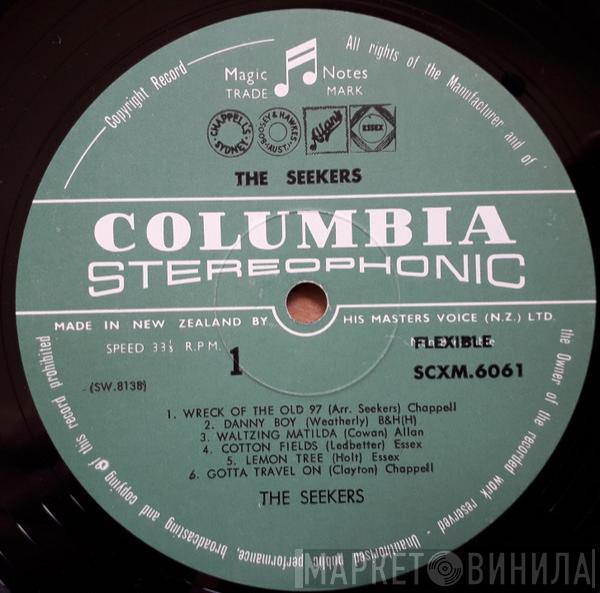 Copyright Record
All rights of the Manufacturer and of
the Owner of the recorded work reserved - Unauthorised public performance, broadcasting and copying of this record prohibited
Magic Notes
TRADE MARK
CHAPPELL'S SYDNEY
BOOSEY & HAWKES (AUST.)
Allan's
ESSEX
THE SEEKERS
COLUMBIA
STEREOPHONIC
MADE IN NEW ZEALAND BY HIS MASTERS VOICE (N.Z.) LTD.
SPEED 33⅓ R.P.M.
1
FLEXIBLE
(SW.8138)
SCXM.6061
1. WRECK OF THE OLD 97 (Arr. Seekers) Chappell
2. DANNY BOY (Weatherly) B&H(H)
3. WALTZING MATILDA (Cowan) Allan
4. COTTON FIELDS (Ledbetter) Essex
5. LEMON TREE (Holt) Essex
6. GOTTA TRAVEL ON (Clayton) Chappell
THE SEEKERS
МАРКЕТ ВИНИЛА